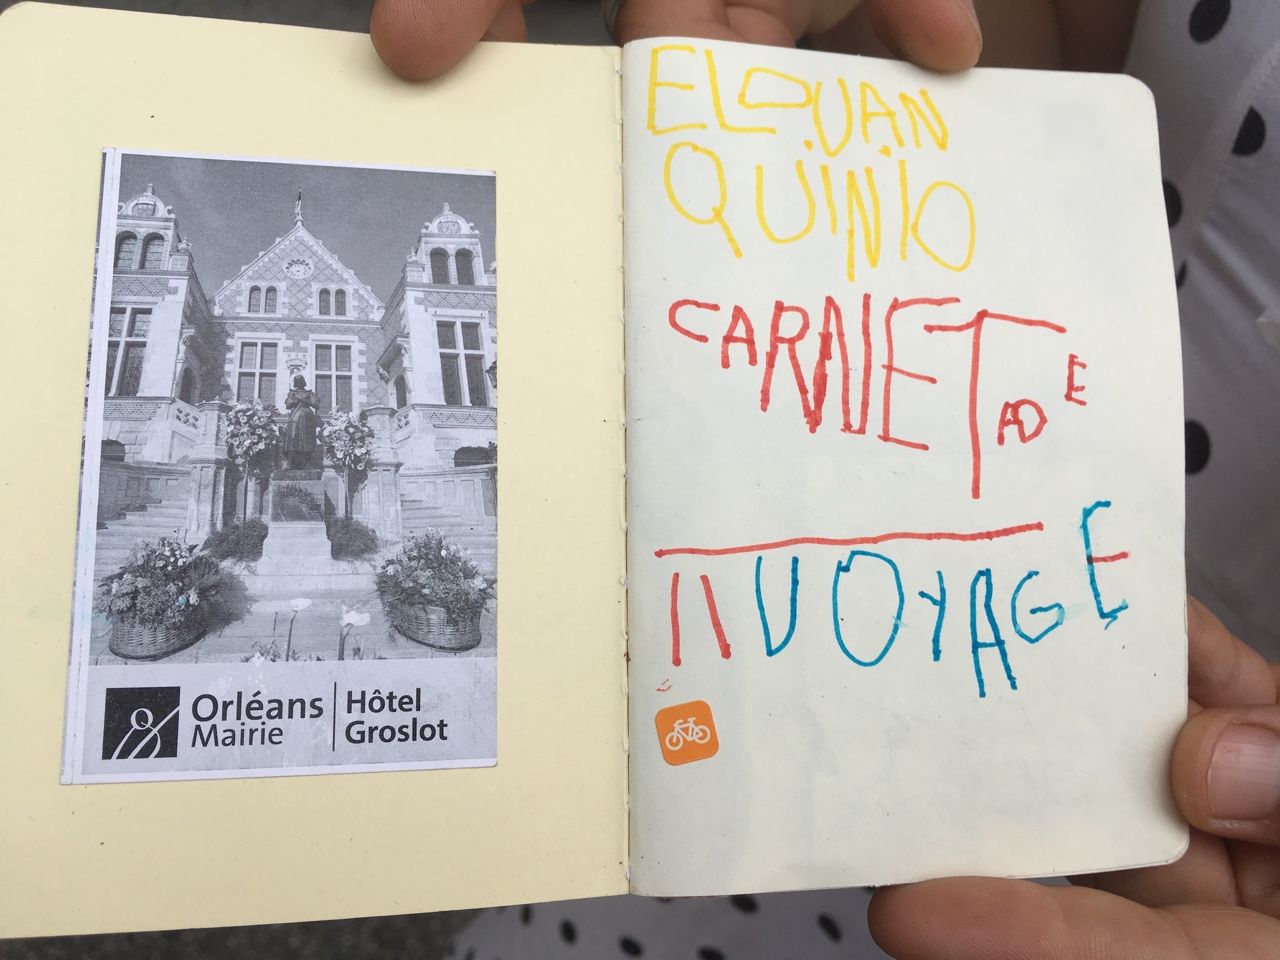 Orléans
Mairie
Hôtel
Groslot
ELOUAN
QUINIO
CARNET DE
VOYAGE